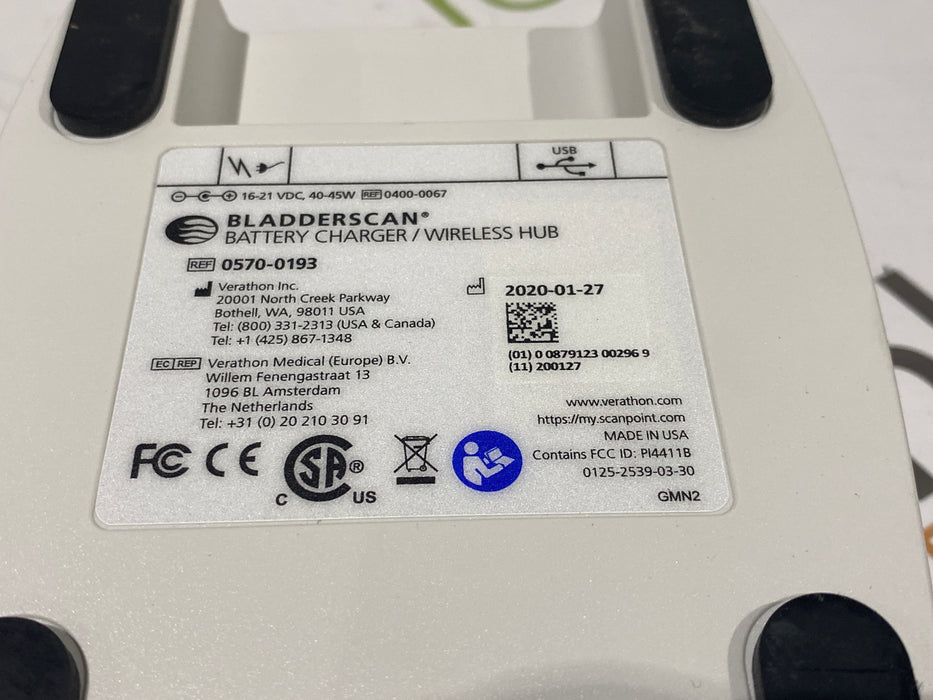 USB
16-21 VDC, 40-45W REF 0400-0067
BLADDERSCAN®
BATTERY CHARGER / WIRELESS HUB
REF 0570-0193
Verathon Inc.
20001 North Creek Parkway
Bothell, WA, 98011 USA
Tel: (800) 331-2313 (USA & Canada)
Tel: +1 (425) 867-1348
EC REP Verathon Medical (Europe) B.V.
Willem Fenengastraat 13
1096 BL Amsterdam
The Netherlands
Tel: +31 (0) 20 210 30 91
2020-01-27
(01) 0 0879123 00296 9
(11) 200127
www.verathon.com
https://my.scanpoint.com
MADE IN USA
Contains FCC ID: PI4411B
0125-2539-03-30
GMN2
FC CE C SA ® US